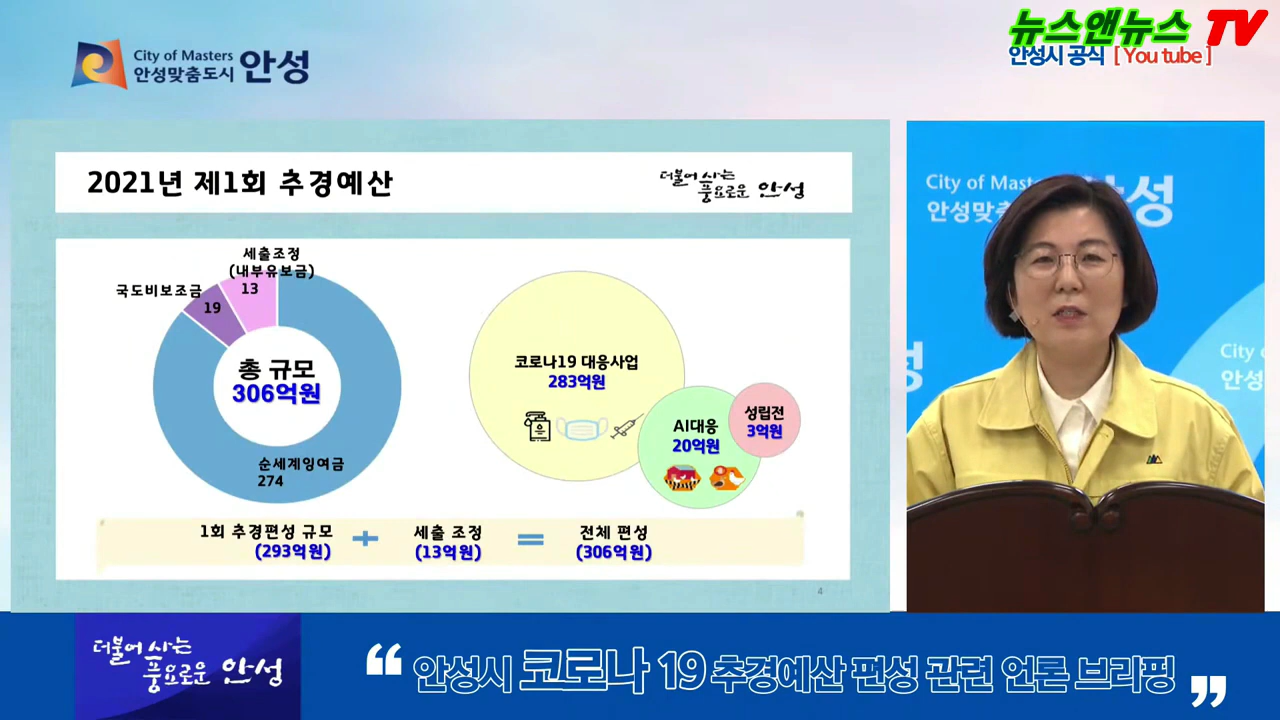 뉴스앤뉴스 TV
안성시 공식 [ You tube ]
City of Masters
안성맞춤도시 안성
2021년 제1회 추경예산
더불어 사는
풍요로운 안성
세출조정
(내부유보금)
13
국도비보조금
19
총 규모
306억원
순세계잉여금
274
코로나19 대응사업
283억원
AI대응
20억원
성립전
3억원
1회 추경편성 규모
(293억원)
+
세출 조정
(13억원)
=
전체 편성
(306억원)
4
City of Mas
안성맞 안성
성
City
안성
더불어 사는
풍요로운 안성
“안성시 코로나 19 추경예산 편성 관련 언론 브리핑”